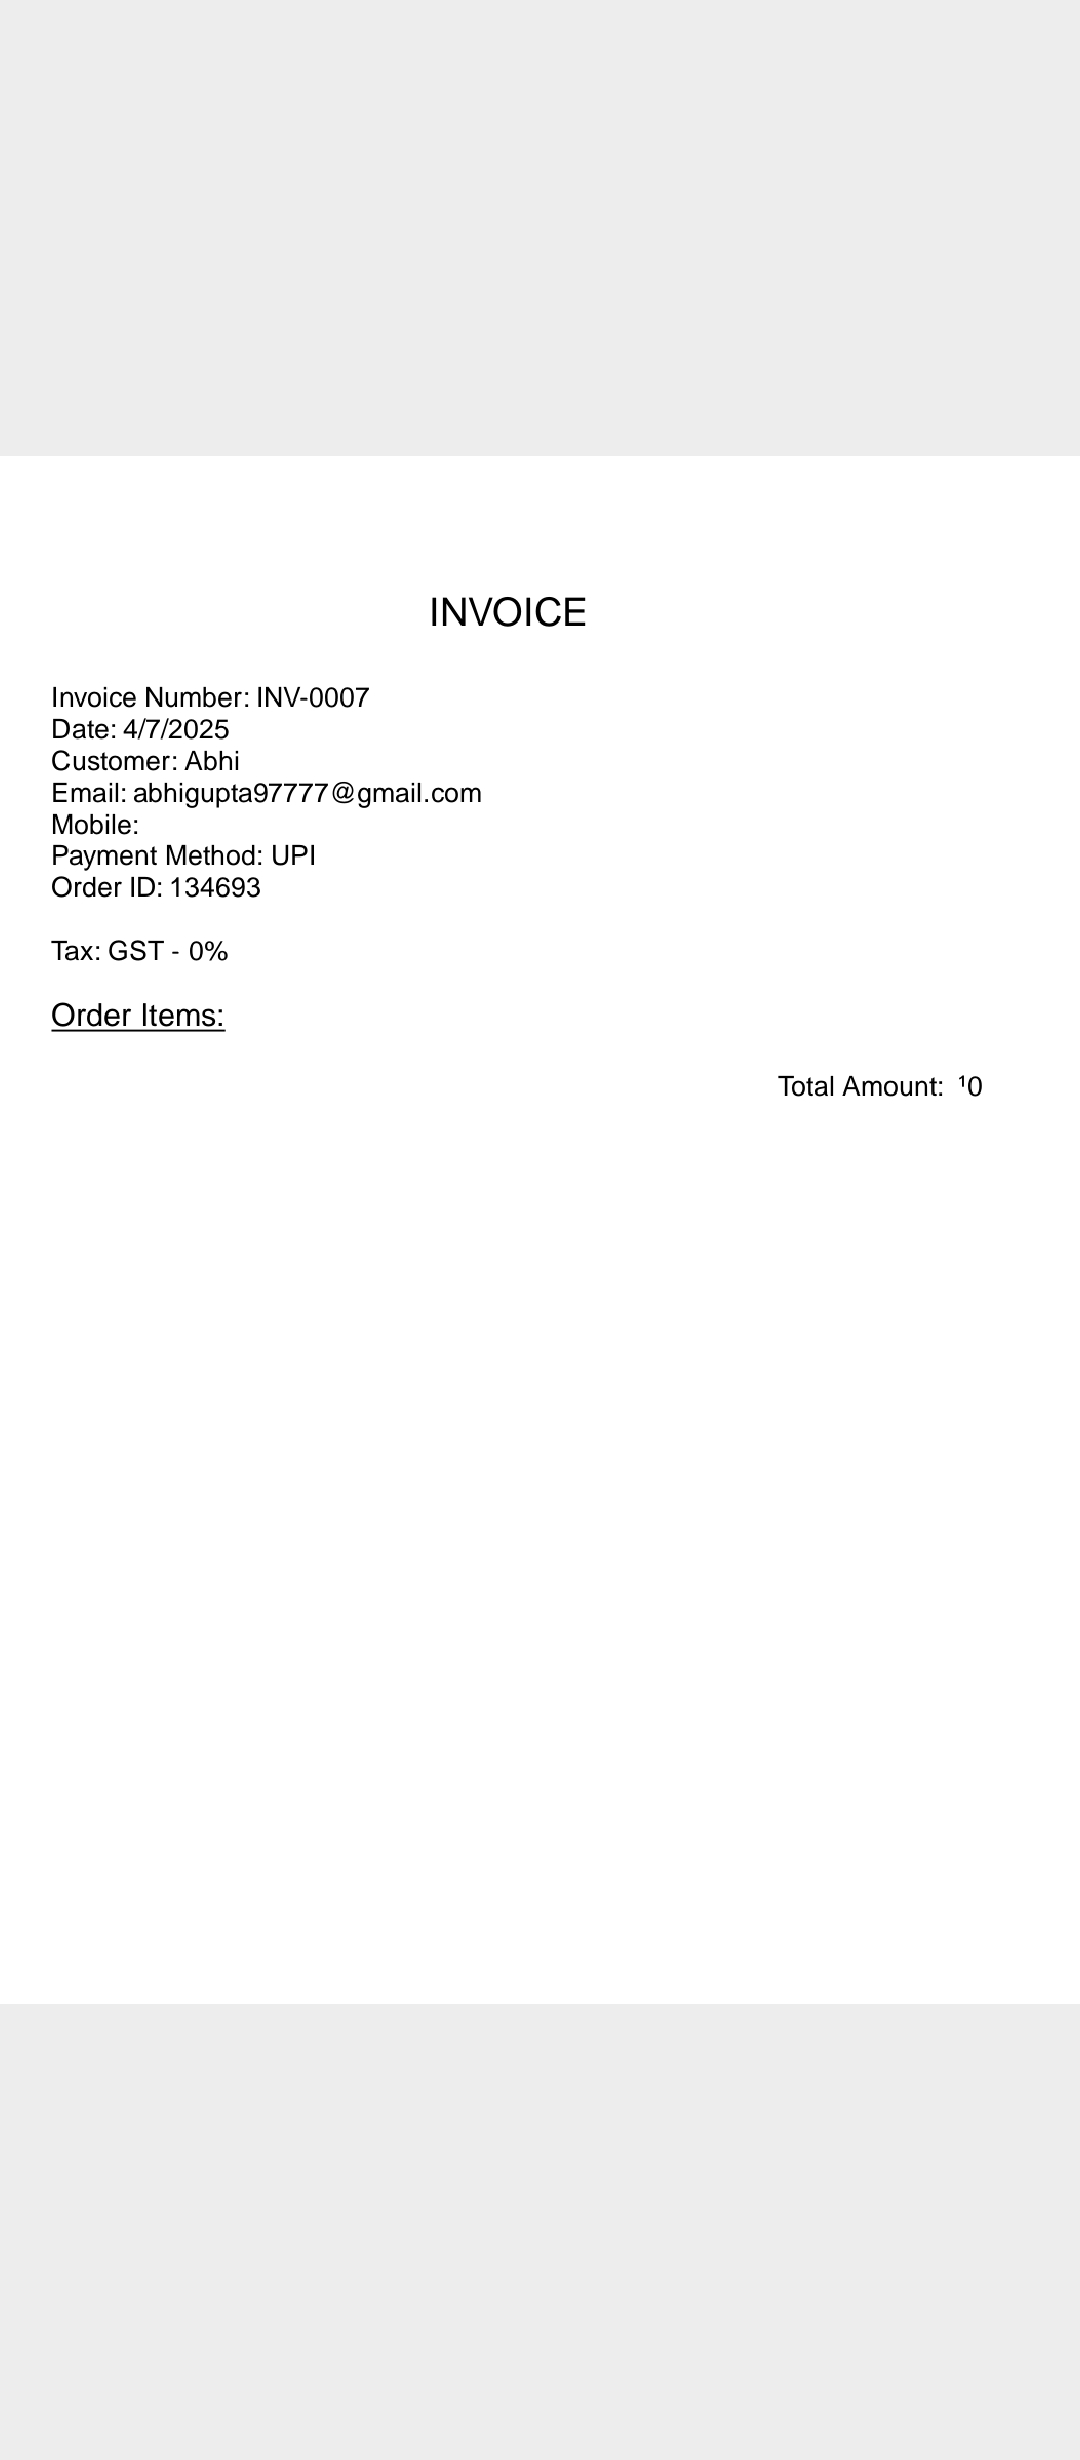 INVOICE
Invoice Number: INV-0007
Date: 4/7/2025
Customer: Abhi
Email: abhigupta97777@gmail.com
Mobile:
Payment Method: UPI
Order ID: 134693
Tax: GST - 0%
Order Items:
Total Amount: ¹0